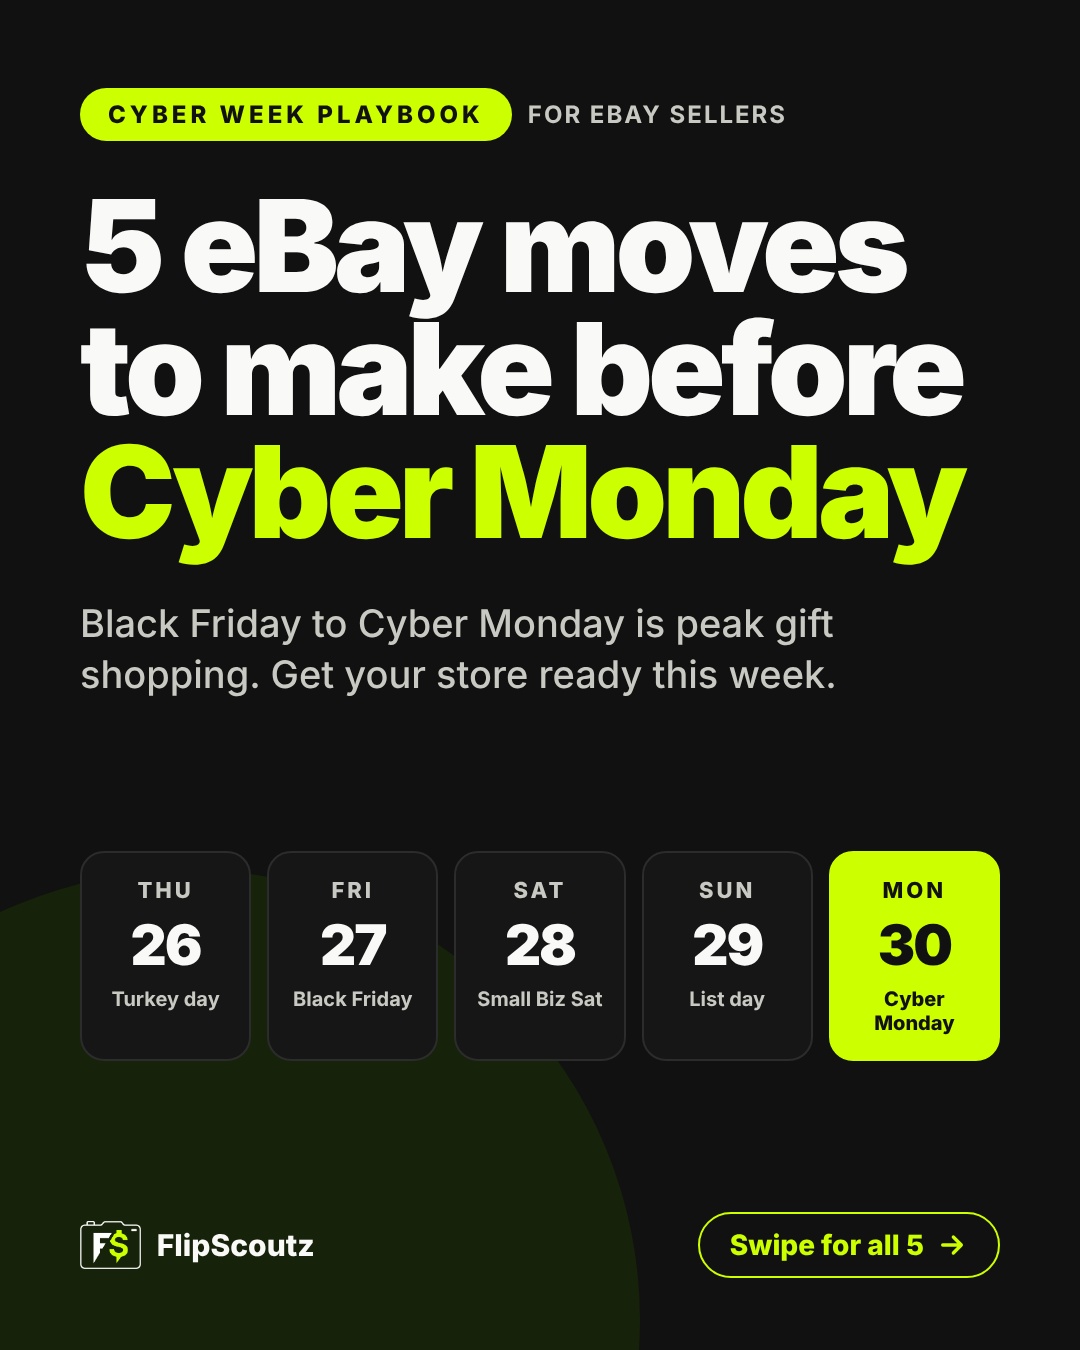 CYBER WEEK PLAYBOOK FOR EBAY SELLERS
5 eBay moves
to make before
Cyber Monday
Black Friday to Cyber Monday is peak gift
shopping. Get your store ready this week.
THU
26
Turkey day
FRI
27
Black Friday
SAT
28
Small Biz Sat
SUN
29
List day
MON
30
Cyber
Monday
F$ FlipScoutz
Swipe for all 5 →